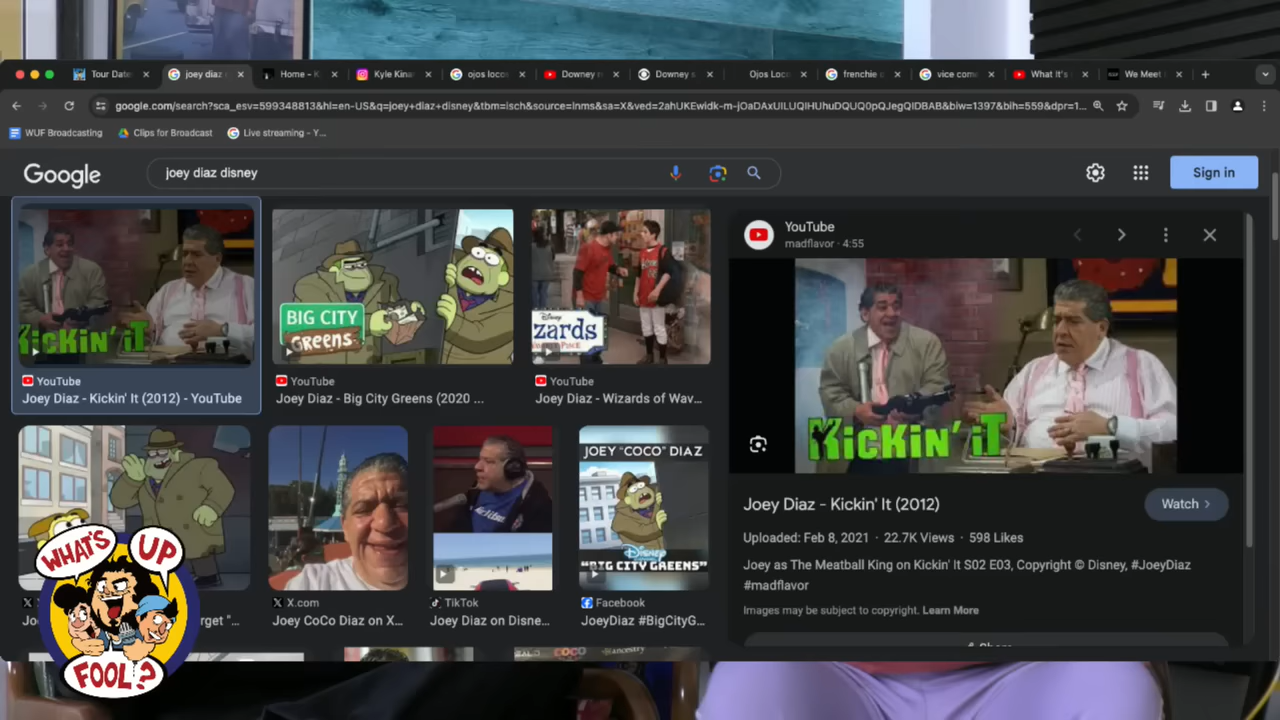 Tour Date
joey diaz
Home - K
Kyle Kina
ojos locc
Downey
Downey s
Ojos Loc
frenchie c
vice com
What It's
We Meet
google.com/search?sca_esv=599348813&hl=en-US&q=joey+diaz+disney&tbm=isch&source=lnms&sa=X&ved=2ahUKEwidk-m-jOaDAxUlLUQIHUhuDQUQ0pQJegQIDBAB&biw=1397&bih=559&dpr=1...
WUF Broadcasting
Clips for Broadcast
Live streaming - Y...
Google
joey diaz disney
Sign in
KICKIN' IT
YouTube
Joey Diaz - Kickin' It (2012) - YouTube
BIG CITY
GREENS
YouTube
Joey Diaz - Big City Greens (2020 ...
Disney
zards
YouTube
Joey Diaz - Wizards of Wav...
YouTube
madflavor · 4:55
KICKIN' IT
Joey Diaz - Kickin' It (2012)
Watch
Uploaded: Feb 8, 2021 · 22.7K Views · 598 Likes
Joey as The Meatball King on Kickin' It S02 E03, Copyright © Disney, #JoeyDiaz
#madflavor
Images may be subject to copyright. Learn More
Share
rget "...
X.com
Joey CoCo Diaz on X...
TikTok
Joey Diaz on Disne...
JOEY "COCO" DIAZ
Disney
"BIG CITY GREENS"
Facebook
JoeyDiaz #BigCityG...
WHAT'S
UP
FOOL?